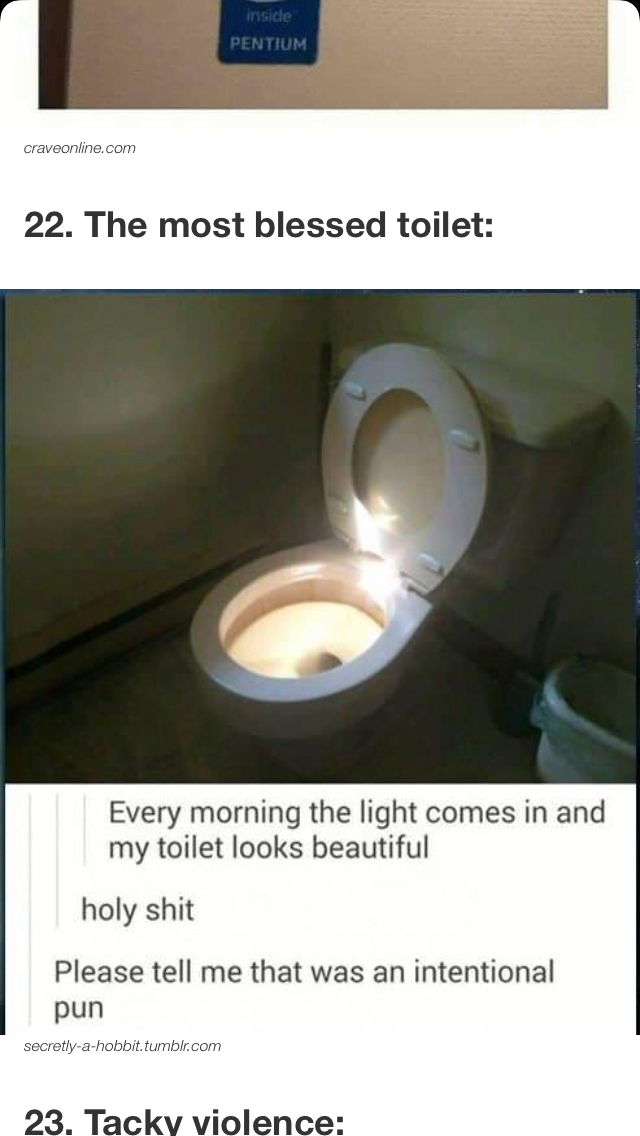 inside
PENTIUM
craveonline.com
22. The most blessed toilet:
Every morning the light comes in and
my toilet looks beautiful
holy shit
Please tell me that was an intentional
pun
secretly-a-hobbit.tumblr.com
23. Tacky violence: